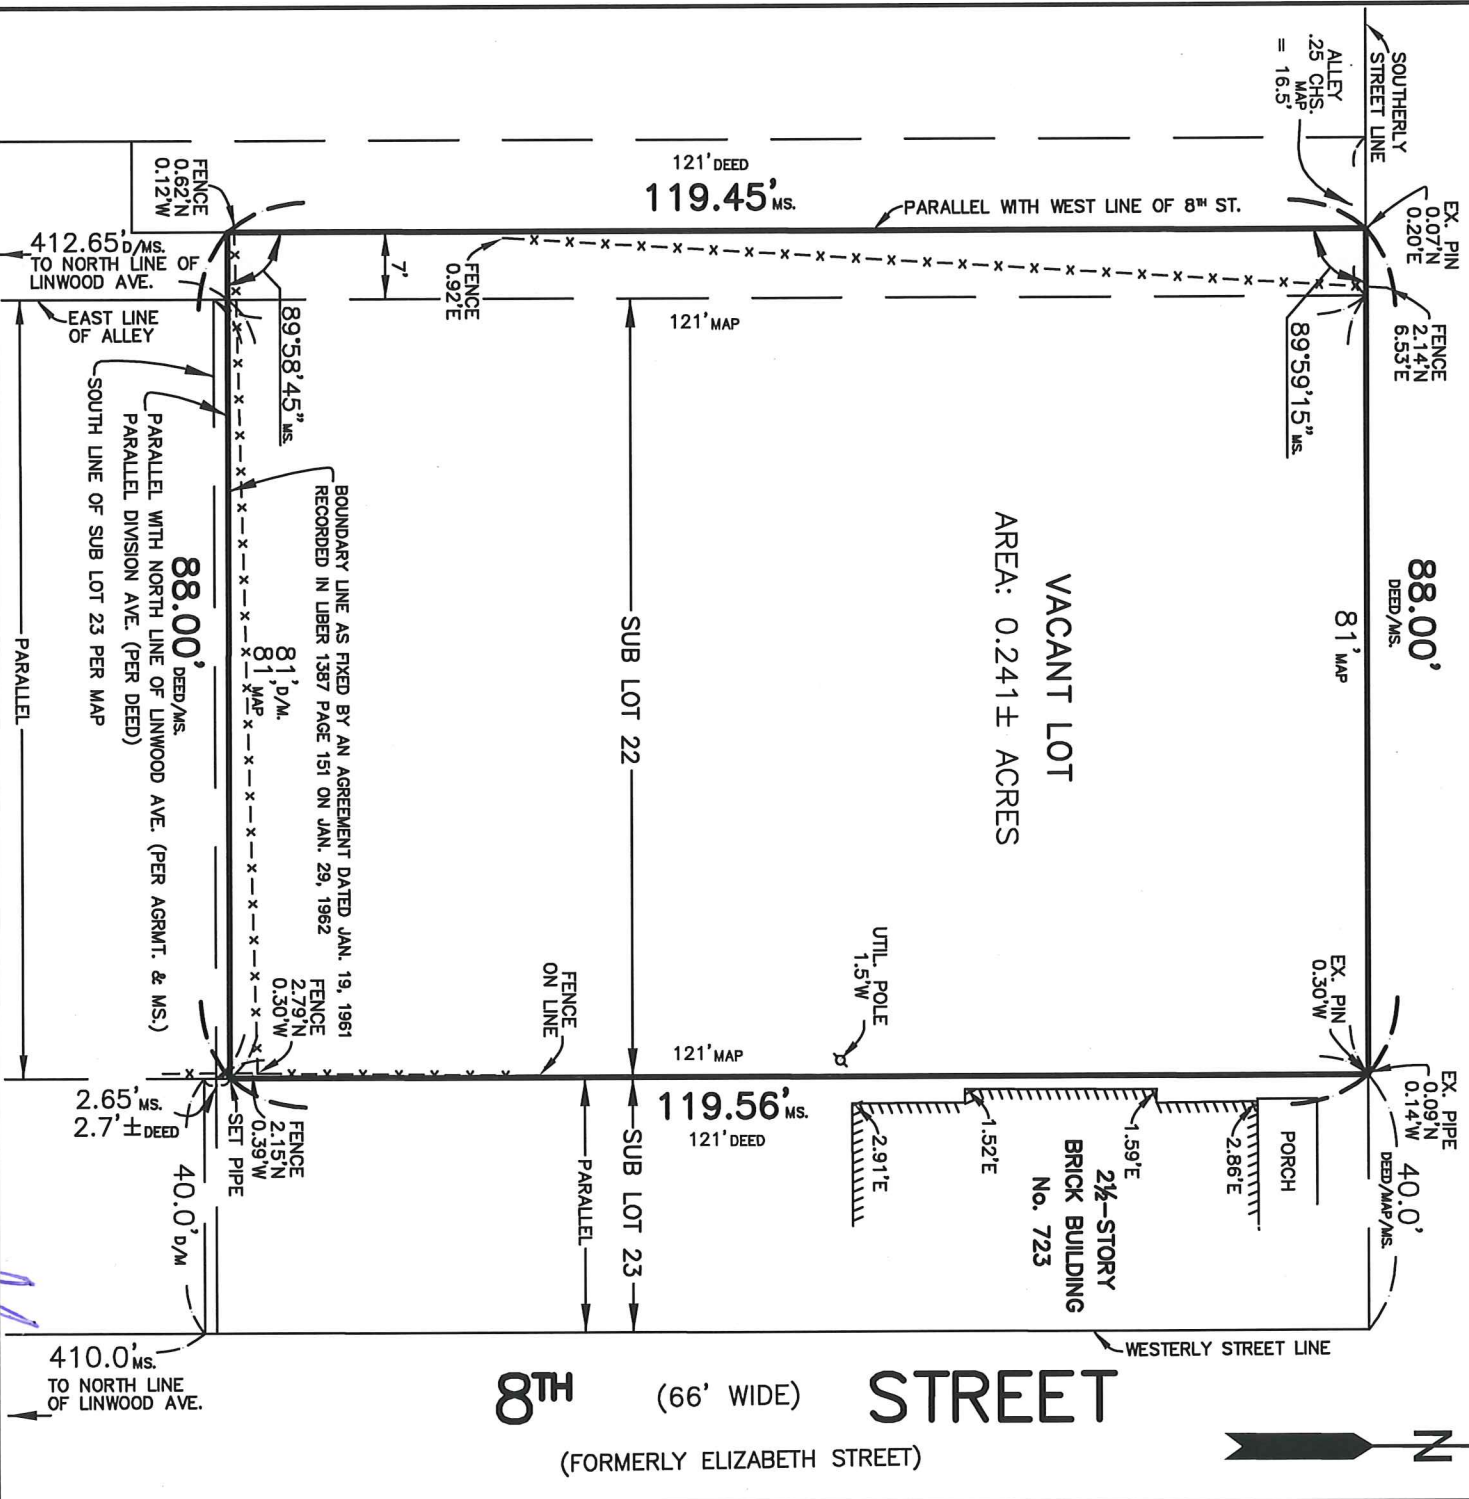 SOUTHERLY
STREET LINE
ALLEY
.25 CHS.
MAP
= 16.5'
EX. PIN
0.07'N
0.20'E
FENCE
2.14'N
6.53'E
89°59'15" MS.
88.00'
DEED/MS.
81' MAP
EX. PIN
0.30'W
EX. PIPE
0.09'N
0.14'W
40.0'
DEED/MAP/MS.
121' DEED
119.45' MS.
PARALLEL WITH WEST LINE OF 8TH ST.
FENCE
0.62'N
0.12'W
412.65' D/MS.
TO NORTH LINE OF
LINWOOD AVE.
EAST LINE
OF ALLEY
7'
FENCE
0.92'E
121' MAP
89°58'45" MS.
VACANT LOT
AREA: 0.241± ACRES
SUB LOT 22
BOUNDARY LINE AS FIXED BY AN AGREEMENT DATED JAN. 19, 1961
RECORDED IN LIBER 1387 PAGE 151 ON JAN. 29, 1962
81' D/M.
81' MAP
88.00' DEED/MS.
PARALLEL WITH NORTH LINE OF LINWOOD AVE. (PER AGRMT. & MS.)
PARALLEL DIVISION AVE. (PER DEED)
SOUTH LINE OF SUB LOT 23 PER MAP
PARALLEL
FENCE
2.79'N
0.30'W
FENCE
ON LINE
UTIL. POLE
1.5'W
121' MAP
119.56' MS.
121' DEED
2.65' MS.
2.7'± DEED
SET PIPE
FENCE
2.15'N
0.39'W
40.0' D/M
PARALLEL
SUB LOT 23
2.91'E
1.52'E
1.59'E
2.86'E
PORCH
2½-STORY
BRICK BUILDING
No. 723
WESTERLY STREET LINE
410.0' MS.
TO NORTH LINE
OF LINWOOD AVE.
8TH (66' WIDE) STREET
(FORMERLY ELIZABETH STREET)
N